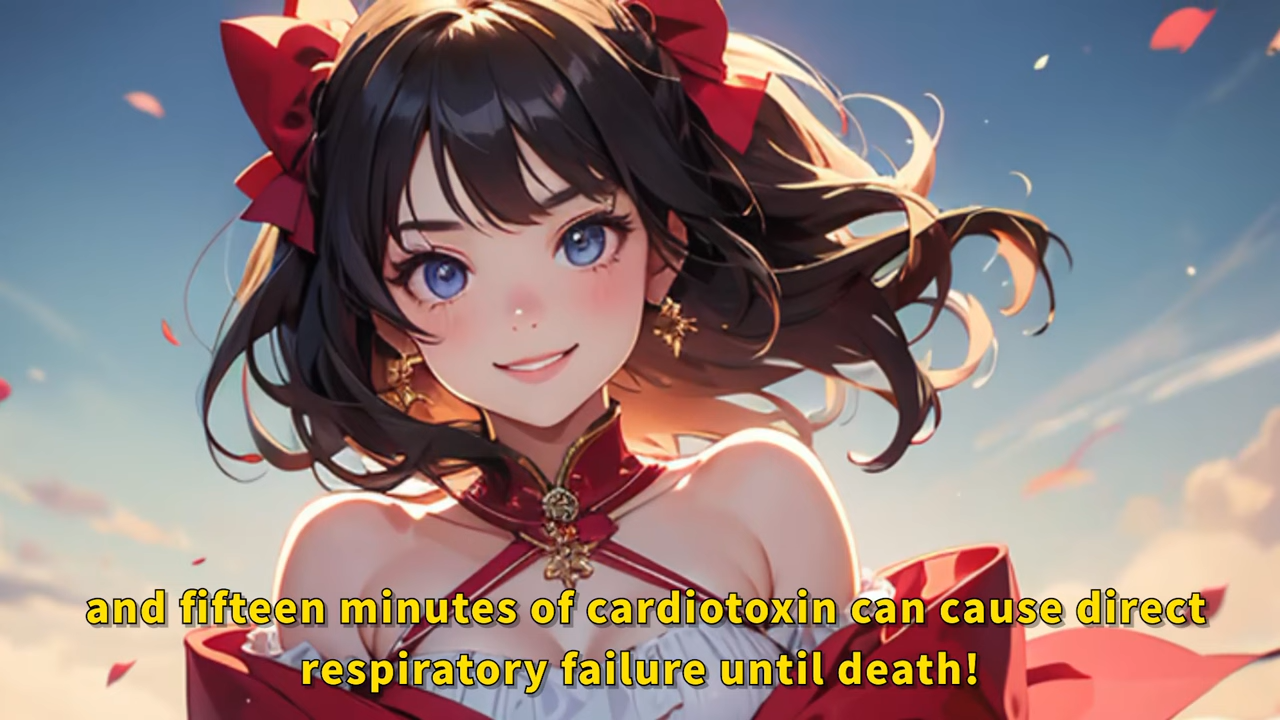 and fifteen minutes of cardiotoxin can cause direct
respiratory failure until death!